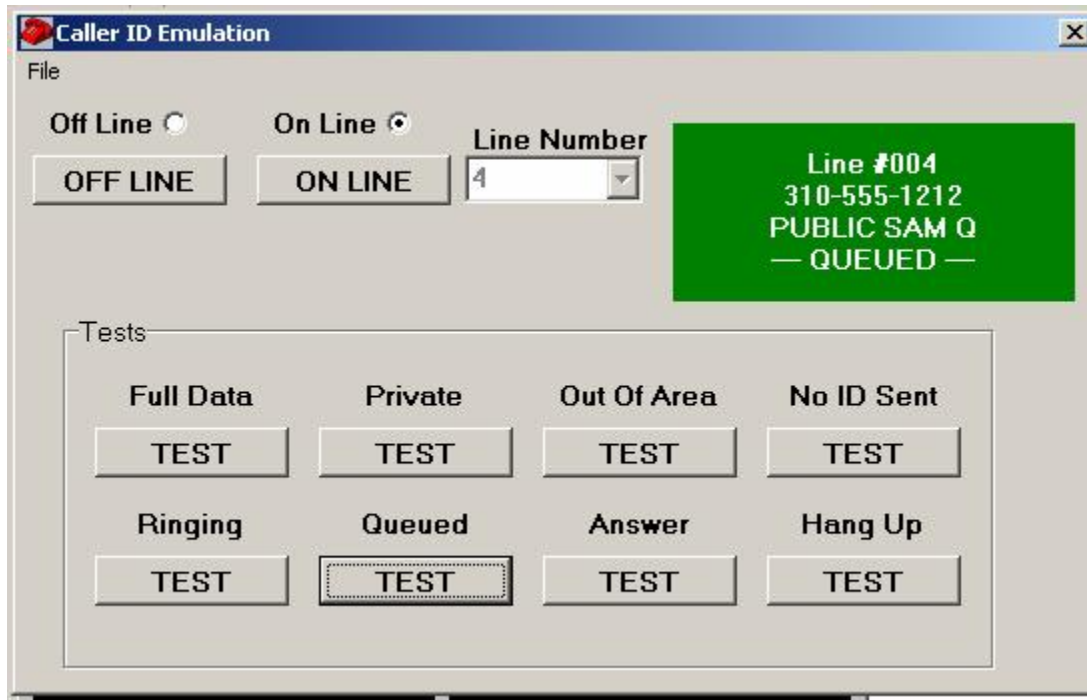 Caller ID Emulation
File
Off Line On Line Line Number
OFF LINE ON LINE 4
Line #004
310-555-1212
PUBLIC SAM Q
— QUEUED —
Tests
Full Data Private Out Of Area No ID Sent
TEST TEST TEST TEST
Ringing Queued Answer Hang Up
TEST TEST TEST TEST